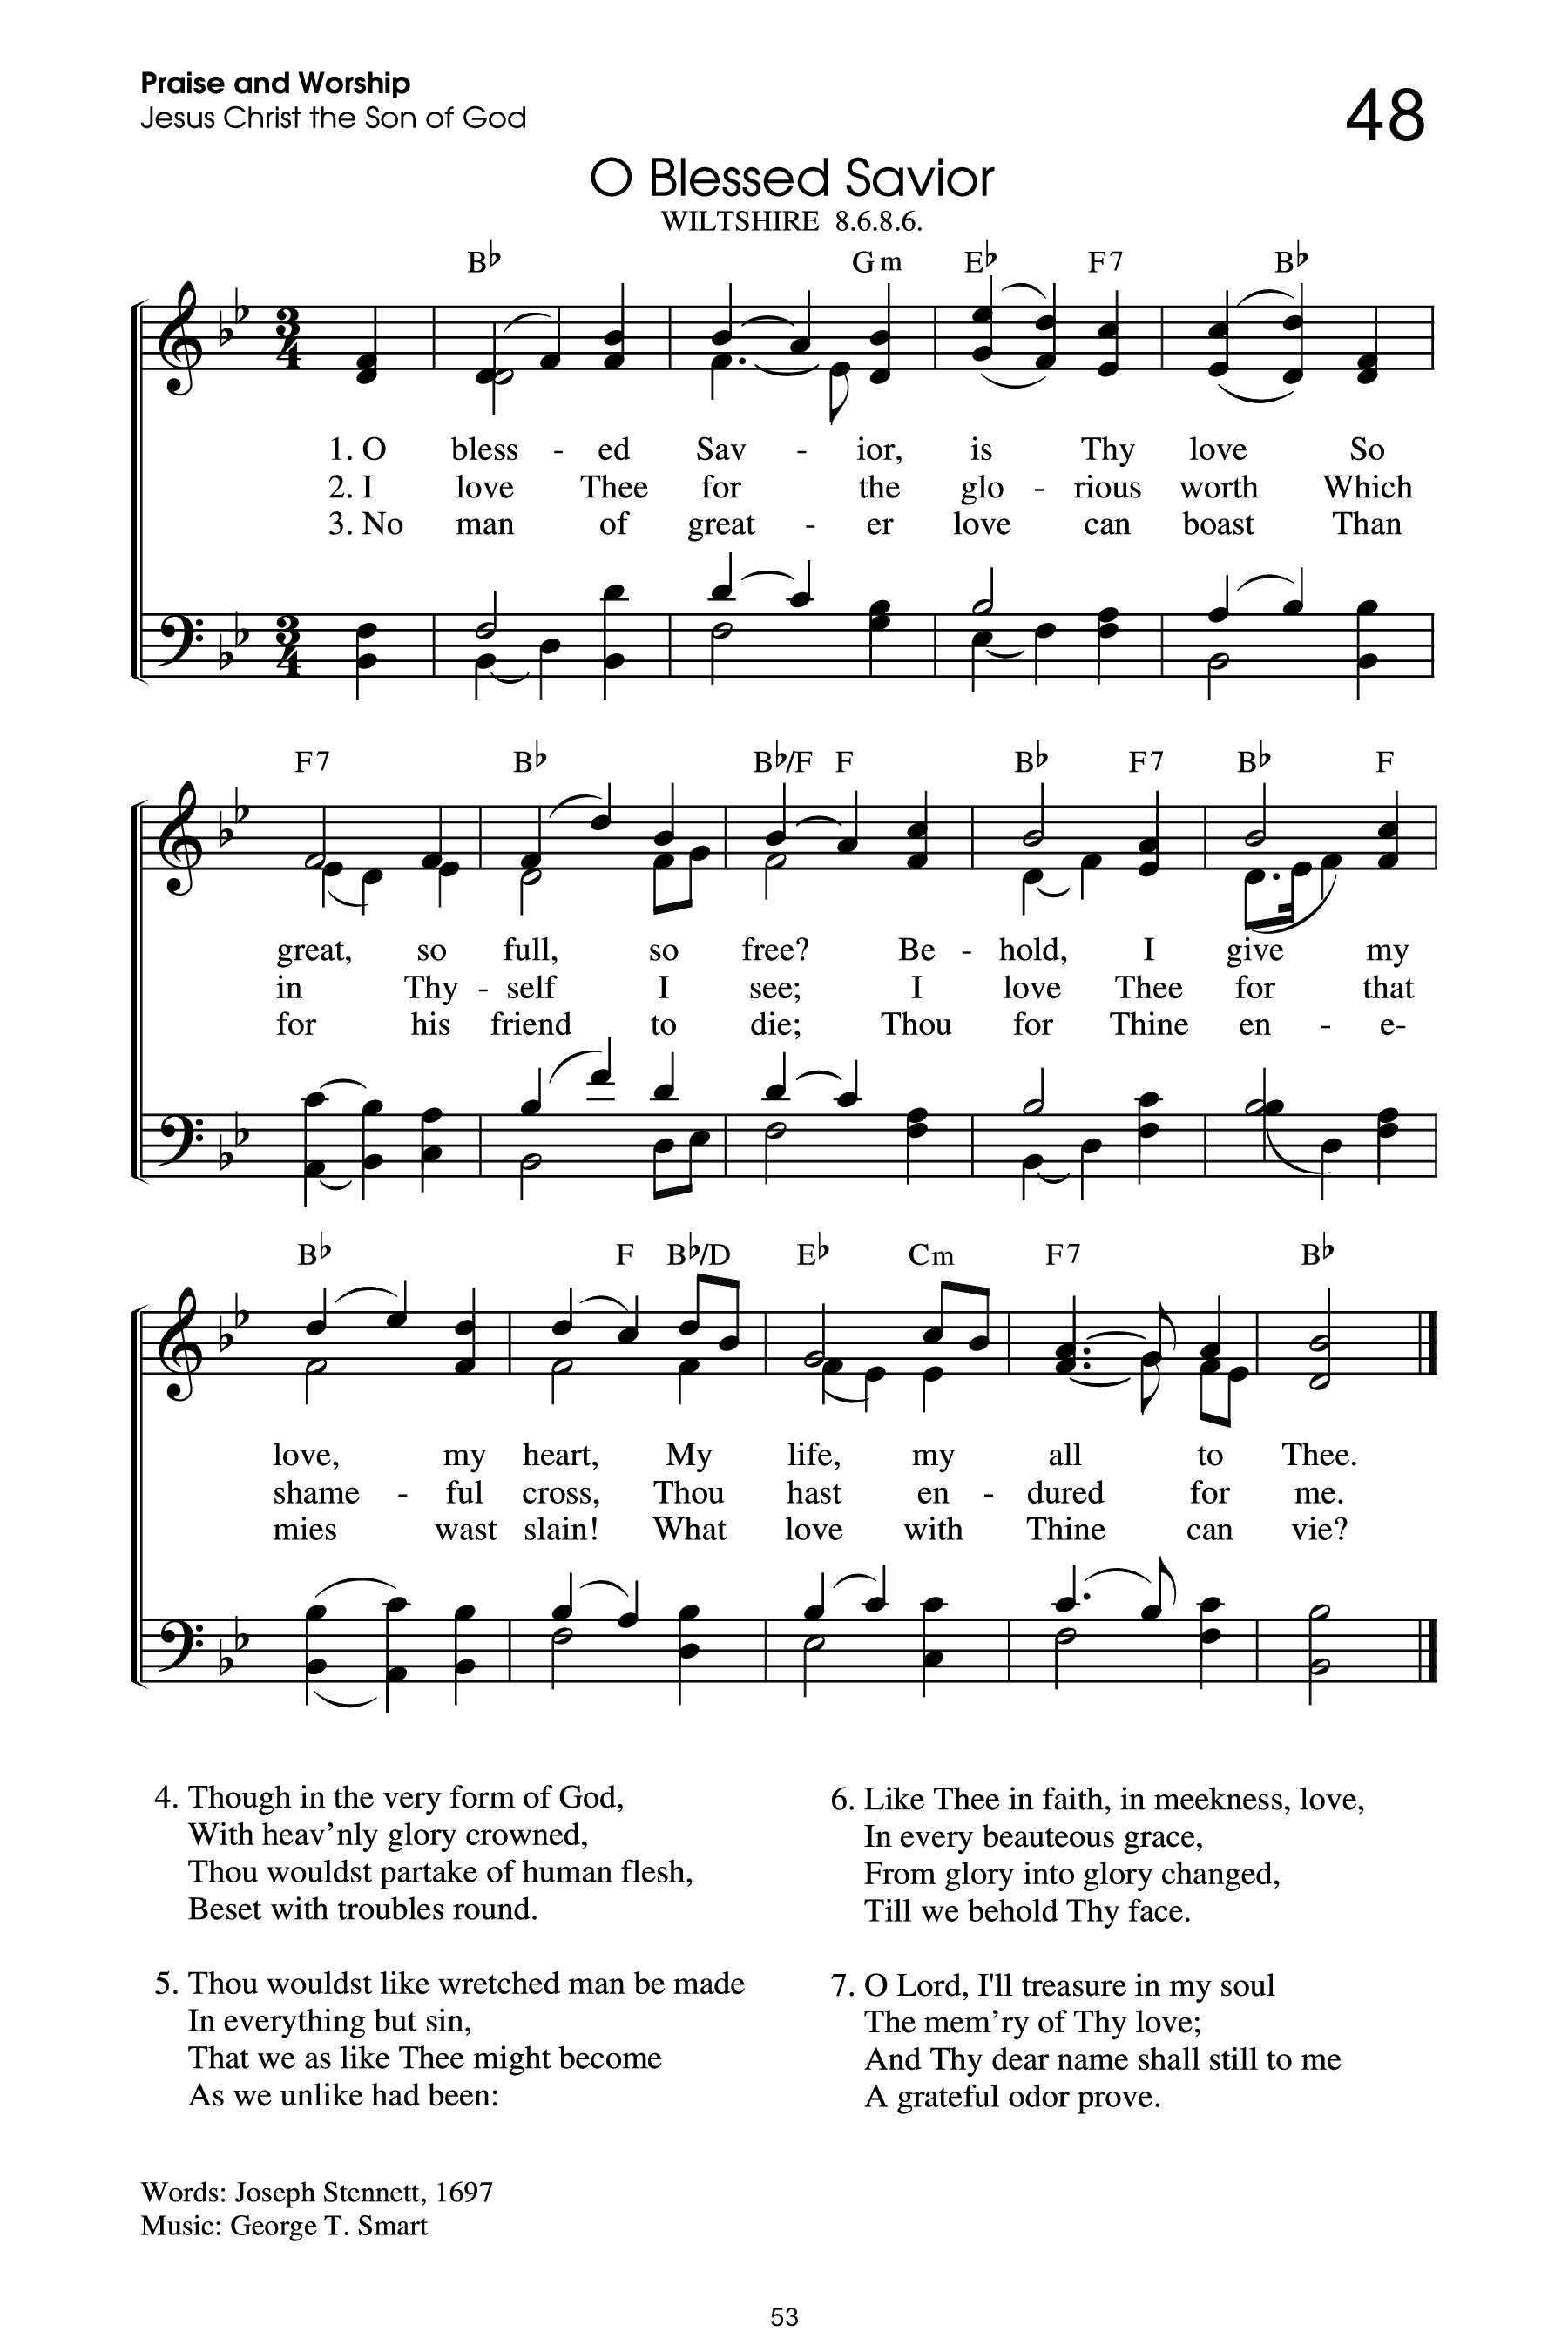 Praise and Worship
Jesus Christ the Son of God
48
O Blessed Savior
WILTSHIRE 8.6.8.6.
B♭ Gm E♭ F7 B♭
3 4
1. O bless - ed Sav - ior, is Thy love So
2. I love Thee for the glo - rious worth Which
3. No man of great - er love can boast Than
3 4
F7 B♭ B♭/F F B♭ F7 B♭ F
great, so full, so free? Be - hold, I give my
in Thy - self I see; I love Thee for that
for his friend to die; Thou for Thine en - e-
B♭ F B♭/D E♭ Cm F7 B♭
love, my heart, My life, my all to Thee.
shame - ful cross, Thou hast en - dured for me.
mies wast slain! What love with Thine can vie?
4. Though in the very form of God,
With heav’nly glory crowned,
Thou wouldst partake of human flesh,
Beset with troubles round.
5. Thou wouldst like wretched man be made
In everything but sin,
That we as like Thee might become
As we unlike had been:
6. Like Thee in faith, in meekness, love,
In every beauteous grace,
From glory into glory changed,
Till we behold Thy face.
7. O Lord, I'll treasure in my soul
The mem’ry of Thy love;
And Thy dear name shall still to me
A grateful odor prove.
Words: Joseph Stennett, 1697
Music: George T. Smart
53